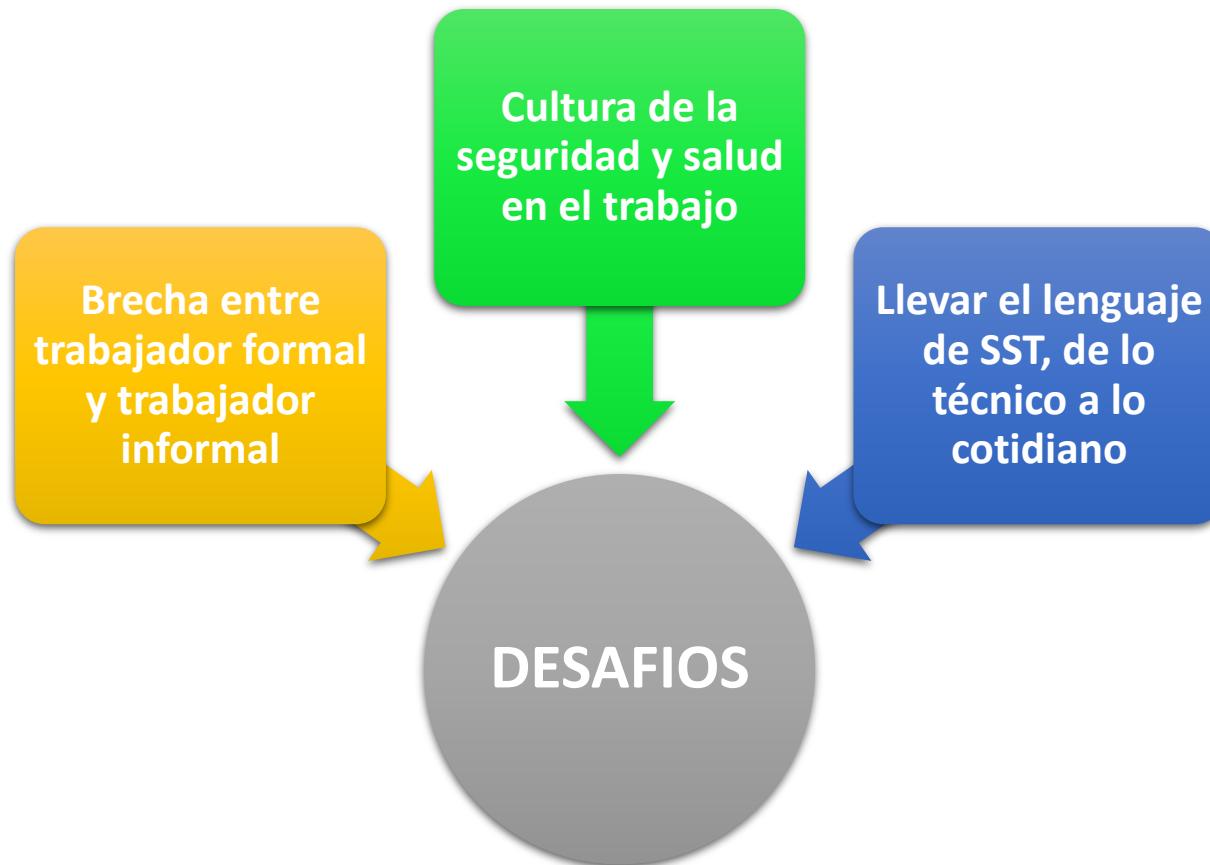 Cultura de la
seguridad y salud
en el trabajo
Brecha entre
trabajador formal
y trabajador
informal
Llevar el lenguaje
de SST, de lo
técnico a lo
cotidiano
DESAFIOS